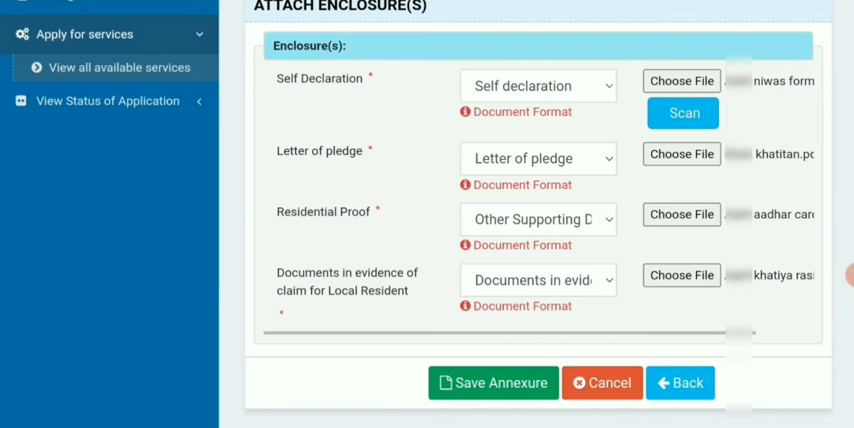 ATTACH ENCLOSURE(S)
Apply for services
View all available services
View Status of Application
Enclosure(s):
Self Declaration *
Self declaration
Choose File niwas form
Document Format
Scan
Letter of pledge *
Letter of pledge
Choose File khatitan.pd
Document Format
Residential Proof *
Other Supporting D
Choose File aadhar card
Document Format
Documents in evidence of
claim for Local Resident
*
Documents in evid
Choose File khatiya rasi
Document Format
Save Annexure
Cancel
Back